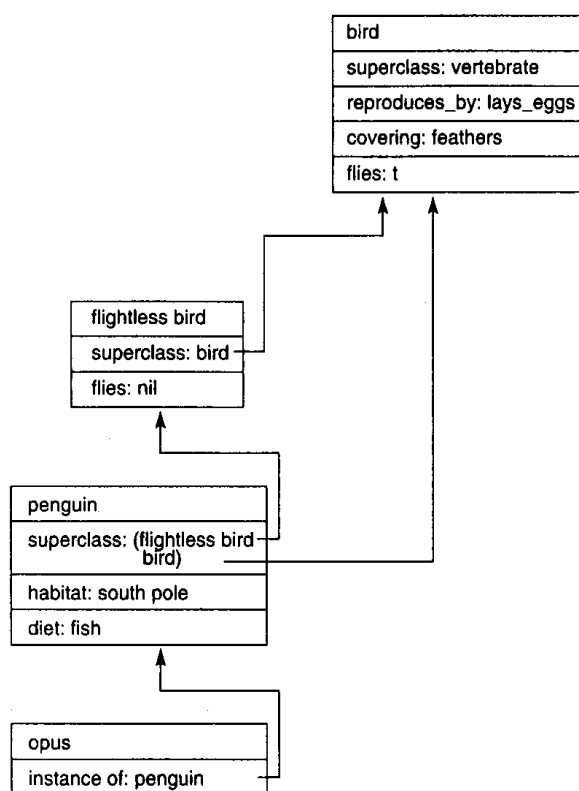 bird
superclass: vertebrate
reproduces_by: lays_eggs
covering: feathers
flies: t
flightless bird
superclass: bird
flies: nil
penguin
superclass: (flightless bird
bird)
habitat: south pole
diet: fish
opus
instance of: penguin